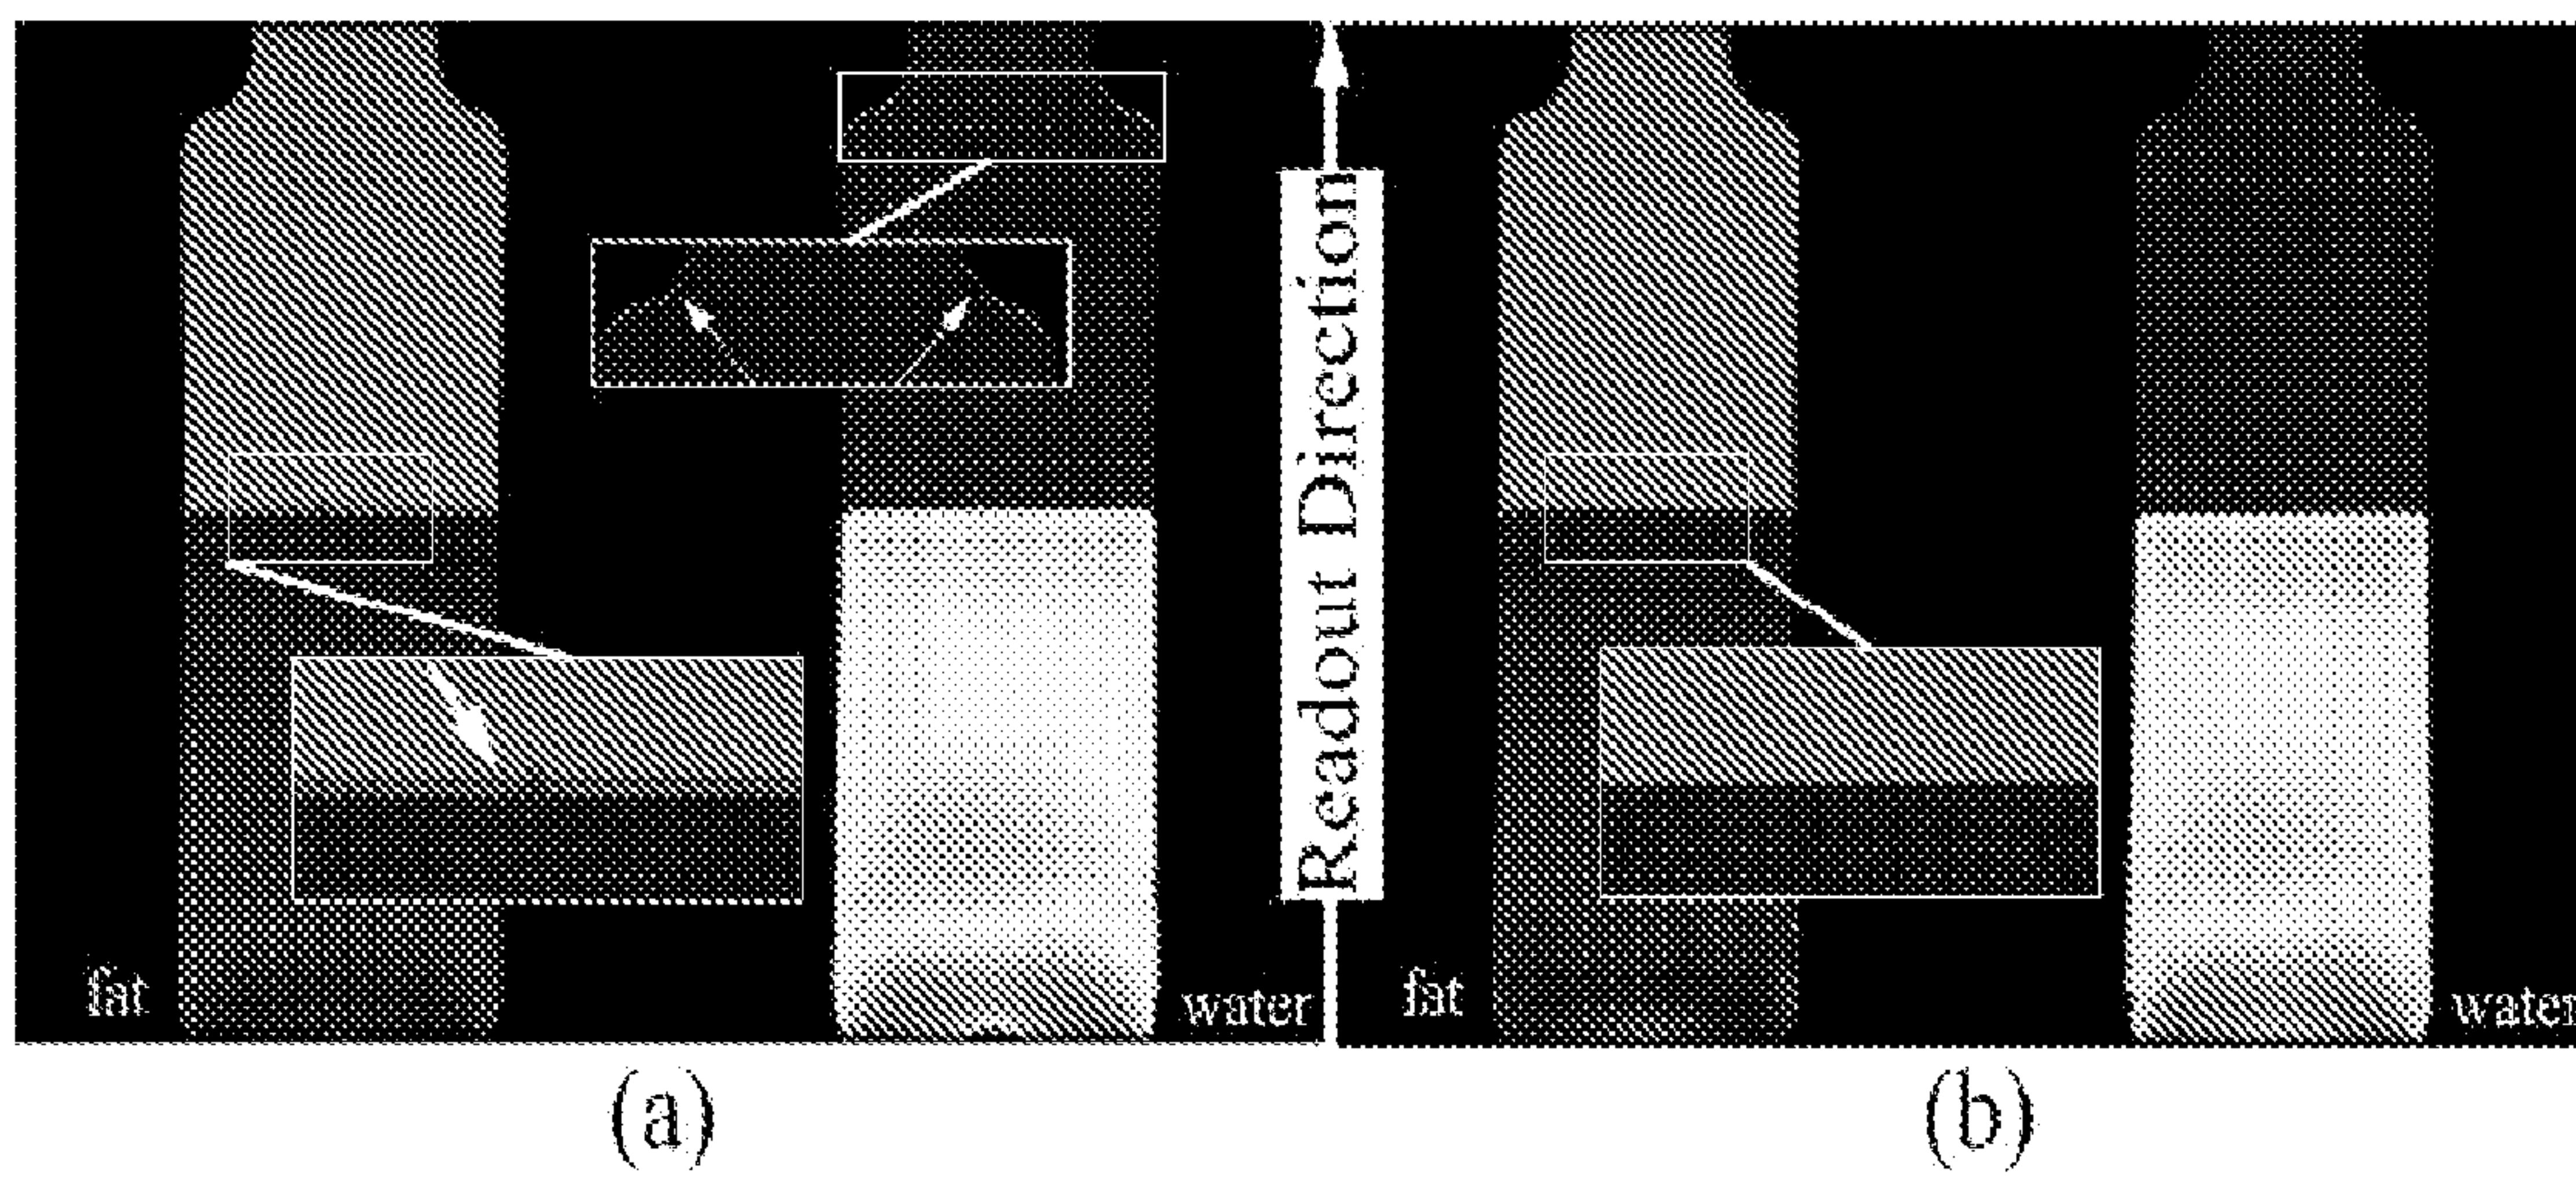 fat
water
Readout Direction
fat
water
(a)
(b)